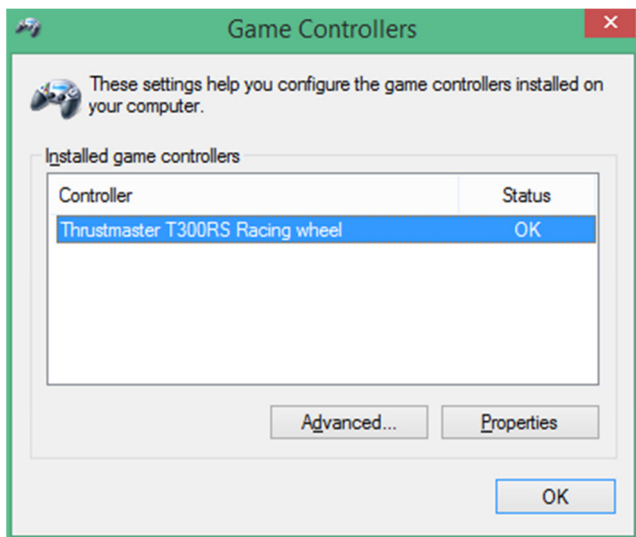 Game Controllers
These settings help you configure the game controllers installed on
your computer.
Installed game controllers
Controller Status
Thrustmaster T300RS Racing wheel OK
Advanced... Properties
OK